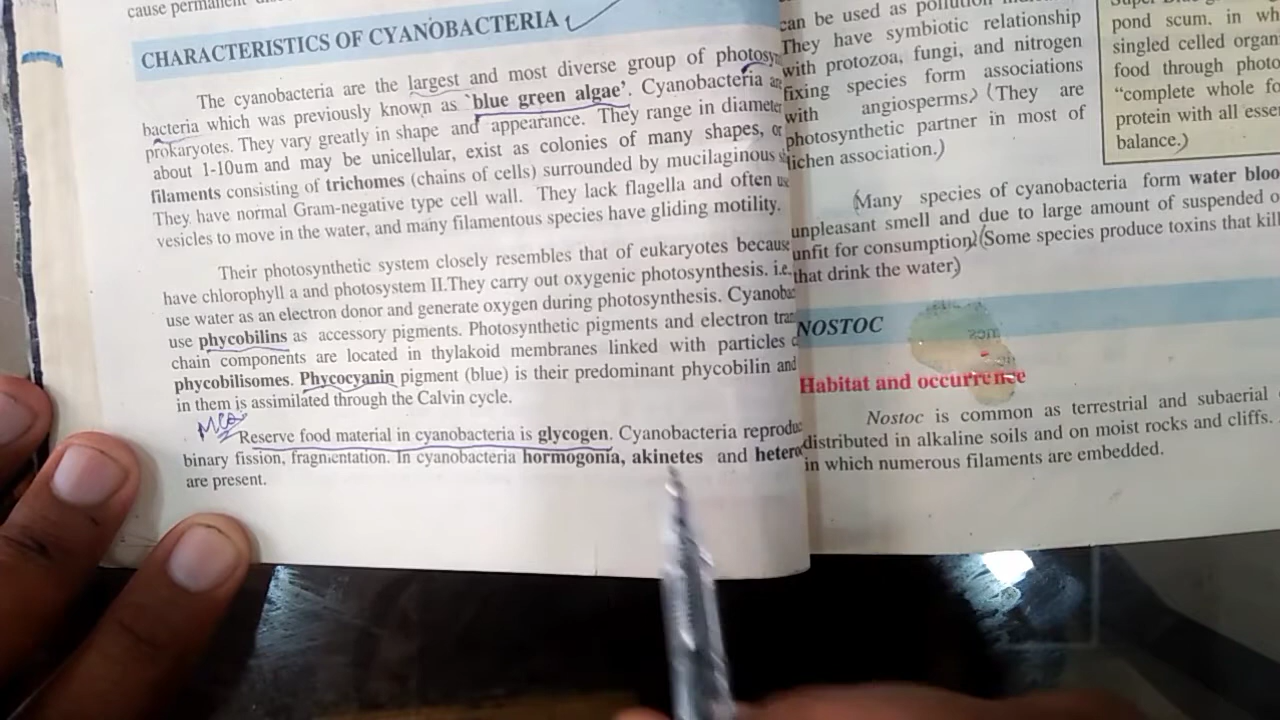 cause permanent
CHARACTERISTICS OF CYANOBACTERIA
The cyanobacteria are the largest and most diverse group of photosy
bacteria which was previously known as 'blue green algae'. Cyanobacteria are
prokaryotes. They vary greatly in shape and appearance. They range in diameter
about 1-10um and may be unicellular, exist as colonies of many shapes, or
filaments consisting of trichomes (chains of cells) surrounded by mucilaginous
They have normal Gram-negative type cell wall. They lack flagella and often
vesicles to move in the water, and many filamentous species have gliding motility.
Their photosynthetic system closely resembles that of eukaryotes because
have chlorophyll a and photosystem II.They carry out oxygenic photosynthesis. i.e.
use water as an electron donor and generate oxygen during photosynthesis. Cyanobac
use phycobilins as accessory pigments. Photosynthetic pigments and electron tran
chain components are located in thylakoid membranes linked with particles
phycobilisomes. Phycocyanin pigment (blue) is their predominant phycobilin and
in them is assimilated through the Calvin cycle.
MCQ
Reserve food material in cyanobacteria is glycogen. Cyanobacteria reprodu
binary fission, fragmentation. In cyanobacteria hormogonia, akinetes and hetero
are present.
can be used as pollution
They have symbiotic relationship
with protozoa, fungi, and nitrogen
fixing species form associations
with angiosperms.) (They are
photosynthetic partner in most of
lichen association.)
pond scum. in wh
singled celled organ
food through photo
"complete whole fo
protein with all esse
balance.)
(Many species of cyanobacteria form water bloo
unpleasant smell and due to large amount of suspended o
unfit for consumption) (Some species produce toxins that kill
that drink the water)
NOSTOC
Habitat and occurrence
Nostoc is common as terrestrial and subaerial
distributed in alkaline soils and on moist rocks and cliffs.
in which numerous filaments are embedded.